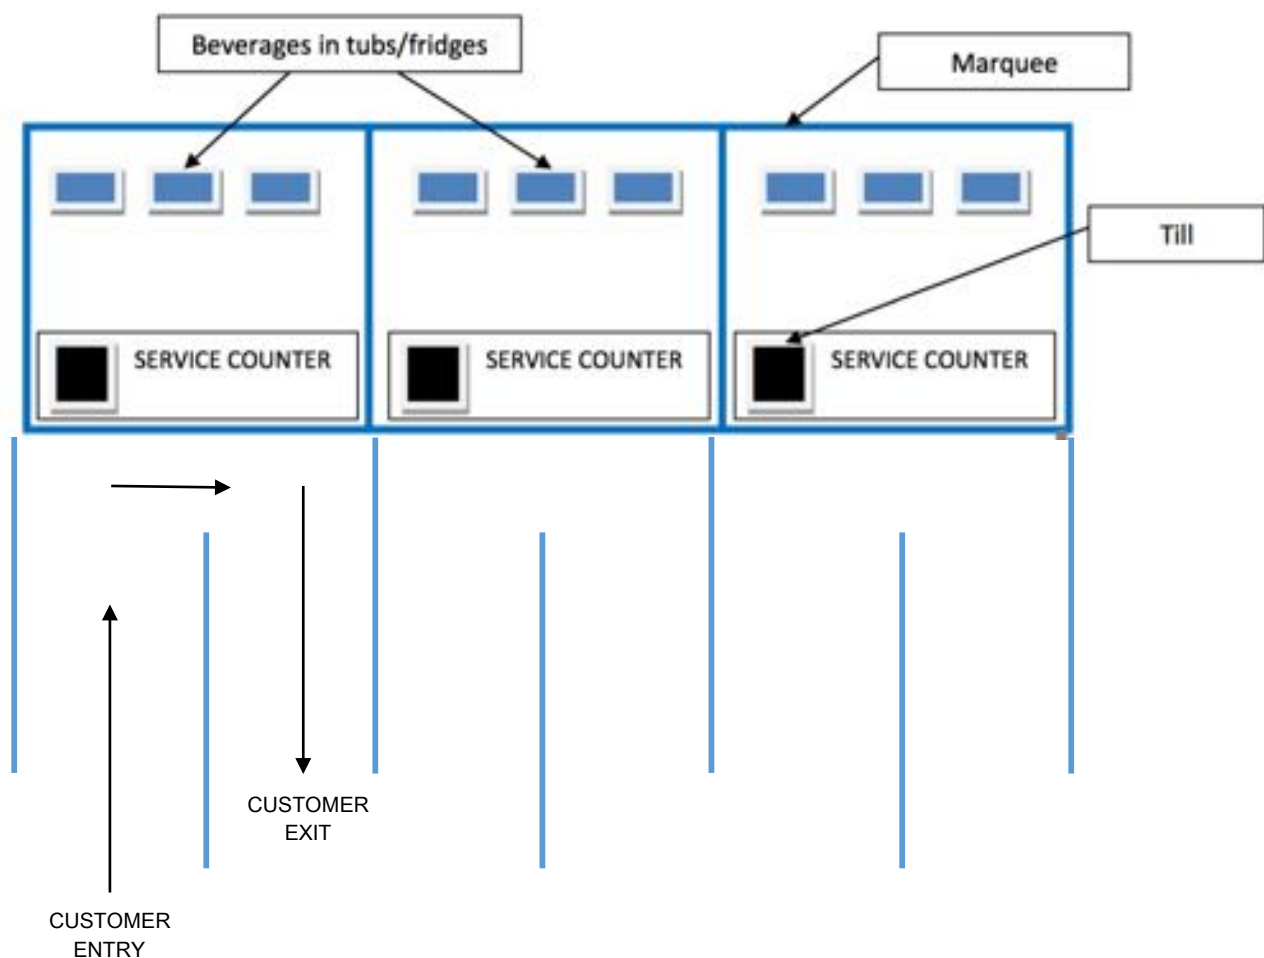 Beverages in tubs/fridges
Marquee
Till
SERVICE COUNTER
SERVICE COUNTER
SERVICE COUNTER
CUSTOMER
EXIT
CUSTOMER
ENTRY